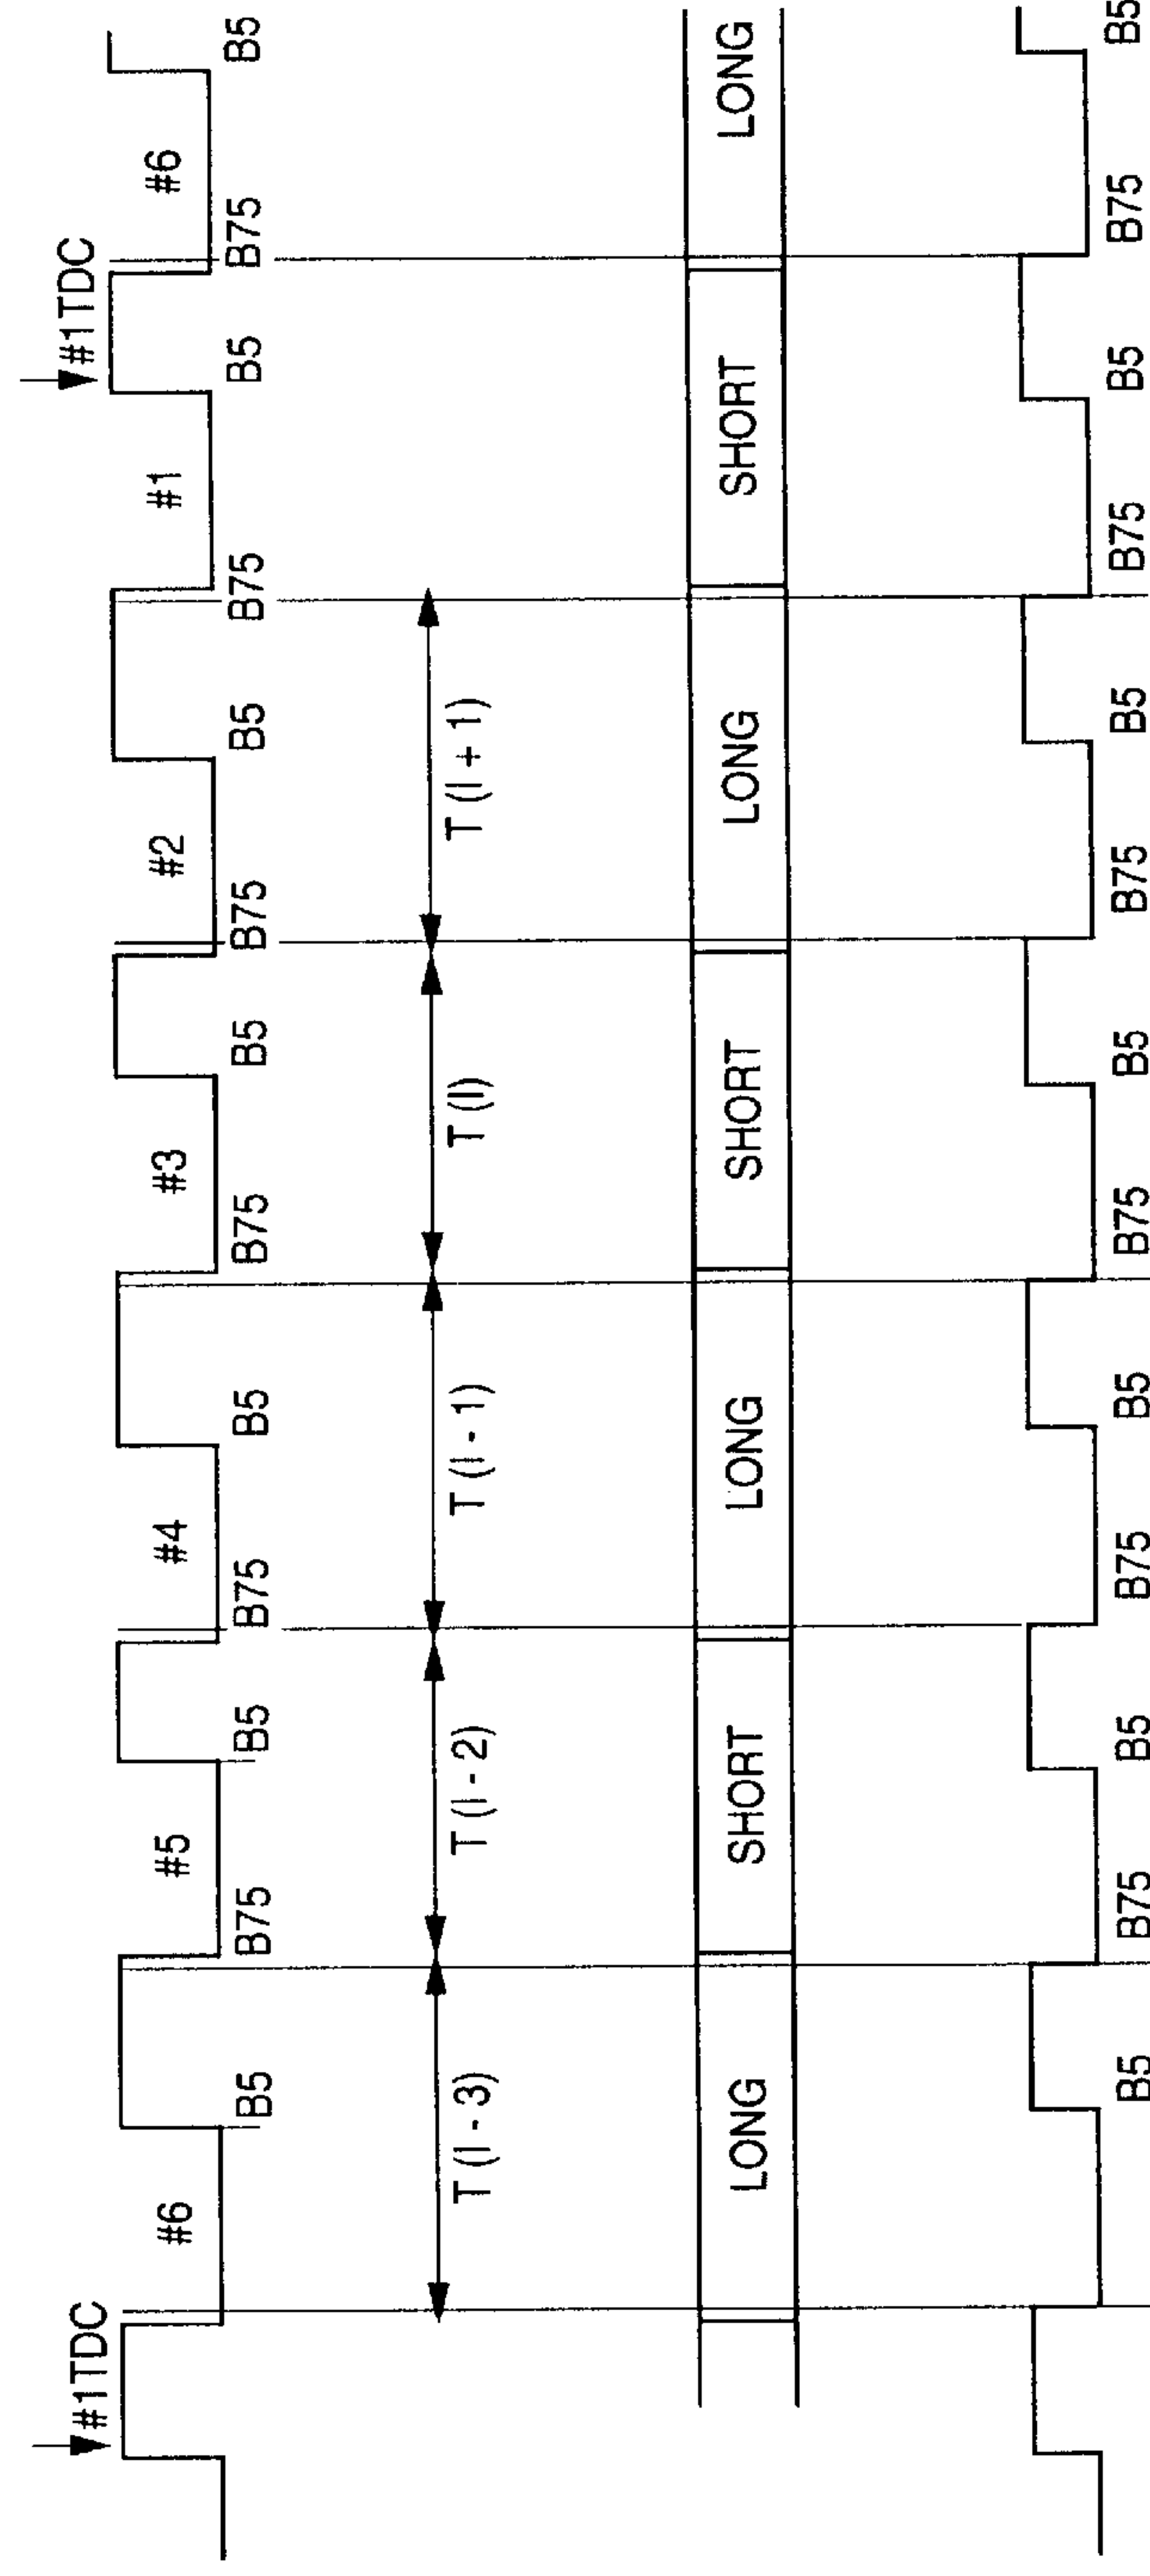 #1TDC #1TDC
#6 #5 #4 #3 #2 #1 #6
B5 B75 B5 B75 B5 B75 B5 B75 B5 B75 B5 B75 B5
T (I - 3) T (I - 2) T (I - 1) T (I) T (I + 1)
LONG SHORT LONG SHORT LONG SHORT LONG
B5 B75 B5 B75 B5 B75 B5 B75 B5 B75 B5 B75 B5